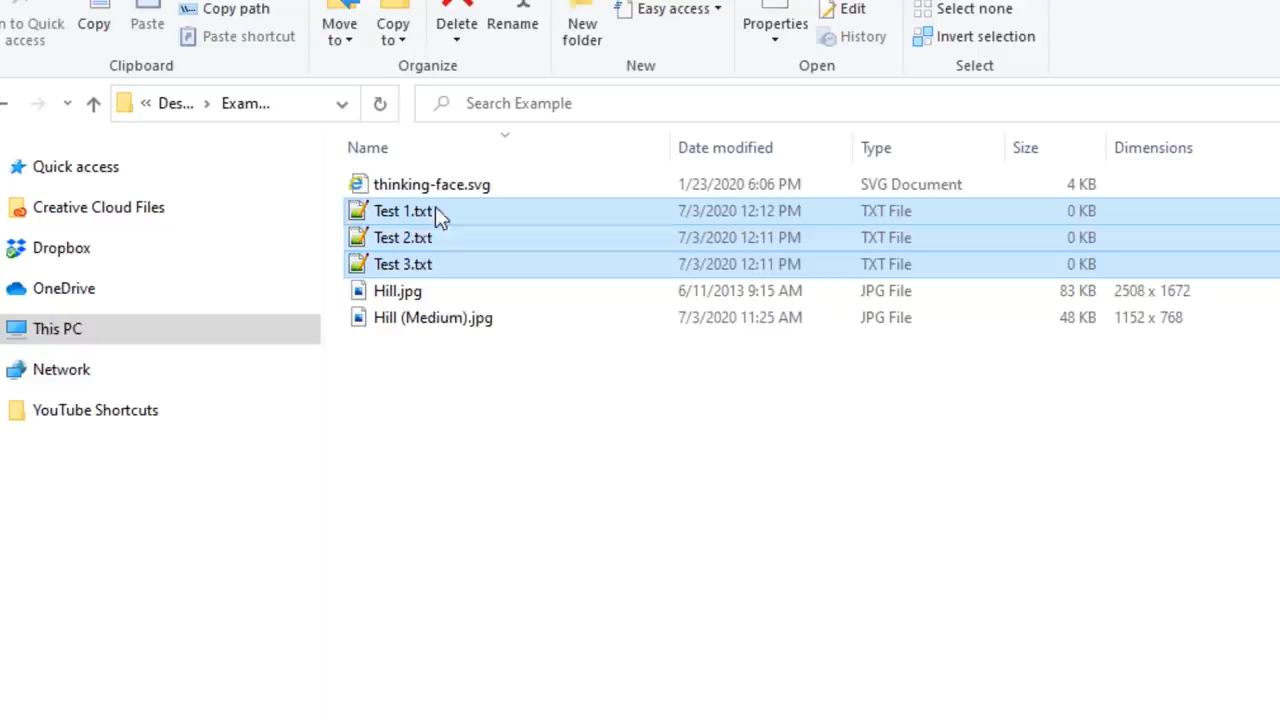 n to Quick access
Copy
Paste
Copy path
Paste shortcut
Clipboard
Move to
Copy to
Delete
Rename
Organize
New folder
Easy access
New
Properties
Edit
History
Open
Select none
Invert selection
Select
« Des... › Exam...
Search Example
Quick access
Creative Cloud Files
Dropbox
OneDrive
This PC
Network
YouTube Shortcuts
Name Date modified Type Size Dimensions
thinking-face.svg 1/23/2020 6:06 PM SVG Document 4 KB
Test 1.txt 7/3/2020 12:12 PM TXT File 0 KB
Test 2.txt 7/3/2020 12:11 PM TXT File 0 KB
Test 3.txt 7/3/2020 12:11 PM TXT File 0 KB
Hill.jpg 6/11/2013 9:15 AM JPG File 83 KB 2508 x 1672
Hill (Medium).jpg 7/3/2020 11:25 AM JPG File 48 KB 1152 x 768